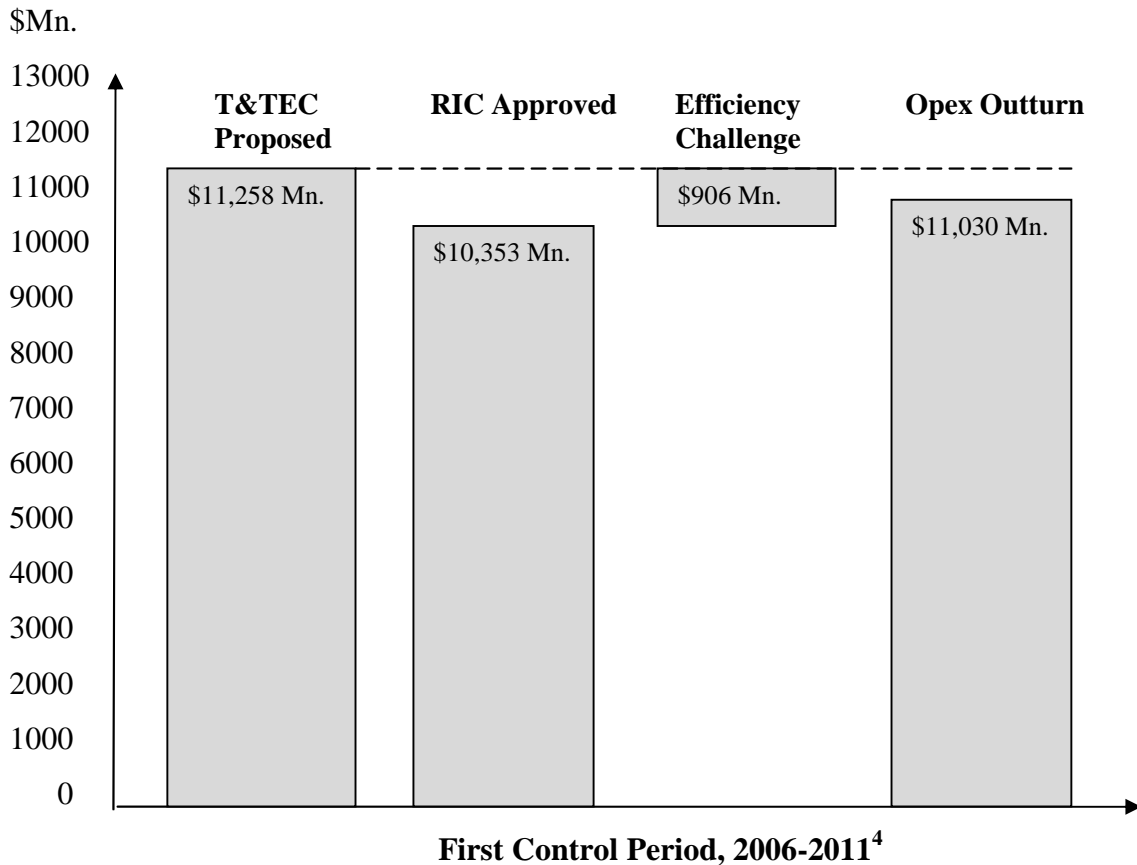 $Mn.
13000
12000
11000
10000
9000
8000
7000
6000
5000
4000
3000
2000
1000
0
T&TEC
Proposed
RIC Approved
Efficiency
Challenge
Opex Outturn
$11,258 Mn.
$10,353 Mn.
$906 Mn.
$11,030 Mn.
First Control Period, 2006-2011⁴